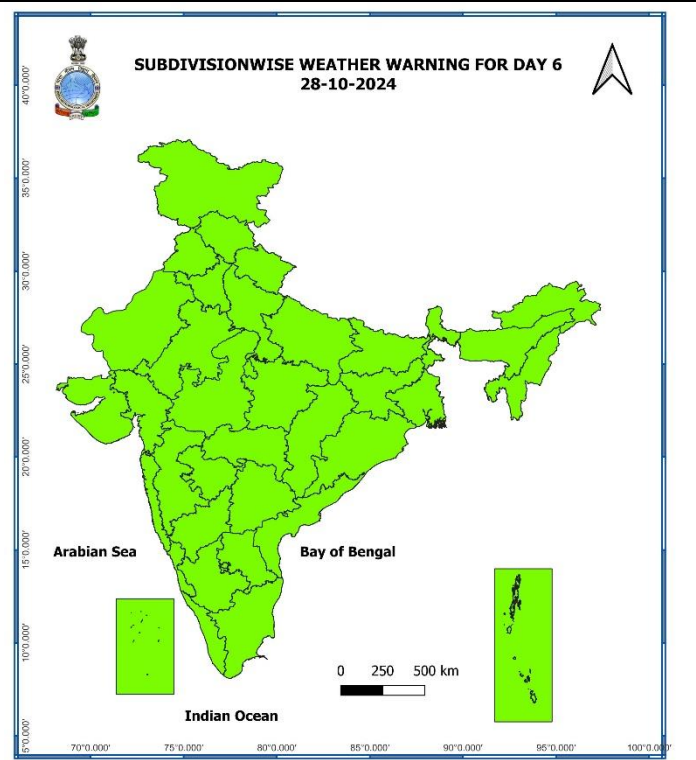 SUBDIVISIONWISE WEATHER WARNING FOR DAY 6
28-10-2024
40°0.000'
35°0.000'
30°0.000'
25°0.000'
20°0.000'
15°0.000'
10°0.000'
5°0.000'
Arabian Sea
Bay of Bengal
0 250 500 km
Indian Ocean
70°0.000' 75°0.000' 80°0.000' 85°0.000' 90°0.000' 95°0.000' 100°0.000'